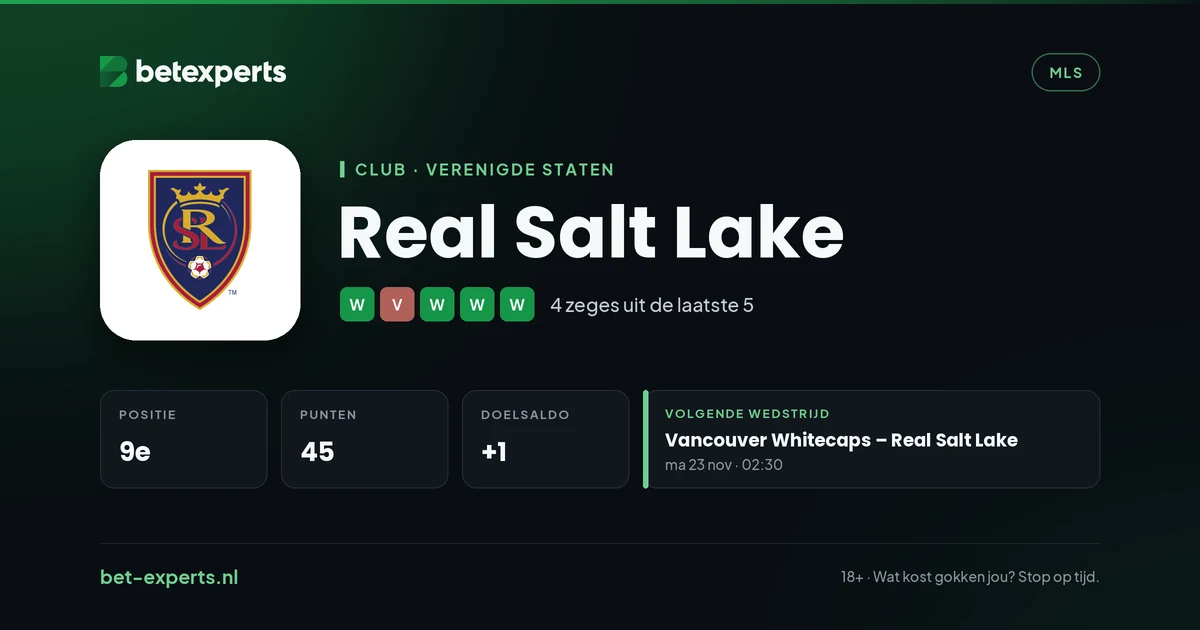 betexperts
MLS
CLUB · VERENIGDE STATEN
Real Salt Lake
RSL
TM
W V W W W 4 zeges uit de laatste 5
POSITIE
9e
PUNTEN
45
DOELSALDO
+1
VOLGENDE WEDSTRIJD
Vancouver Whitecaps – Real Salt Lake
ma 23 nov · 02:30
bet-experts.nl
18+ · Wat kost gokken jou? Stop op tijd.